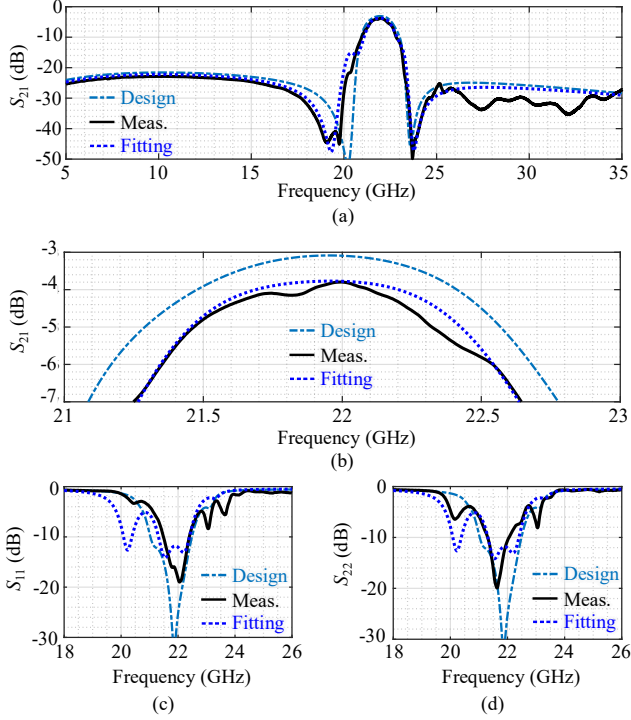 0
-10
-20
-30
-40
-50
S21 (dB)
Design
Meas.
Fitting
5 10 15 20 25 30 35
Frequency (GHz)
(a)
-3
-4
-5
-6
-7
S21 (dB)
Design
Meas.
Fitting
21 21.5 22 22.5 23
Frequency (GHz)
(b)
0
-10
-20
-30
S11 (dB)
Design
Meas.
Fitting
18 20 22 24 26
Frequency (GHz)
(c)
0
-10
-20
-30
S22 (dB)
Design
Meas.
Fitting
18 20 22 24 26
Frequency (GHz)
(d)